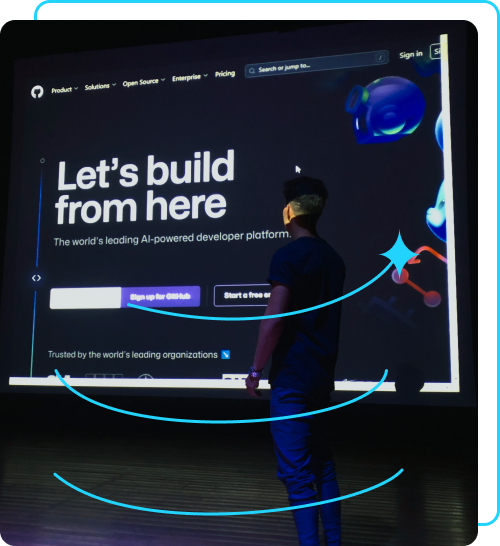 Product Solutions Open Source Enterprise Pricing
Search or jump to...
/
Sign in
Let's build
from here
The world's leading AI-powered developer platform.
Sign up for GitHub
Start a free
Trusted by the world's leading organizations